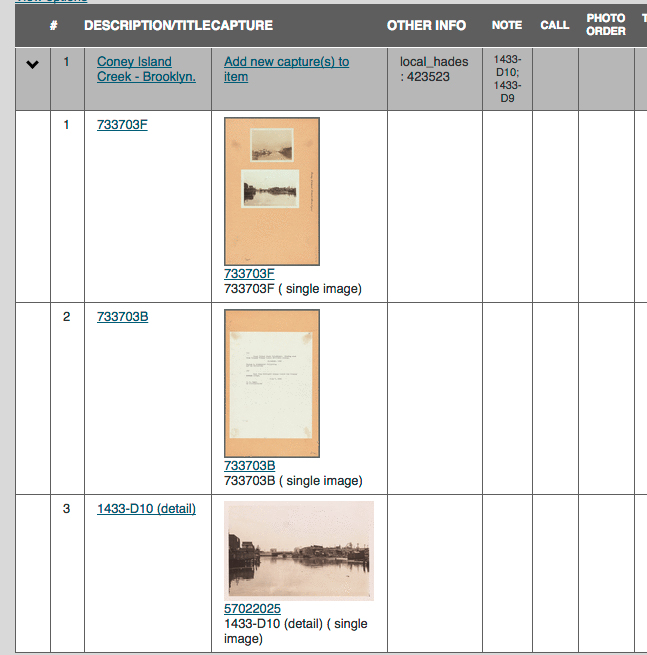 View options
# DESCRIPTION/TITLE CAPTURE OTHER INFO NOTE CALL PHOTO ORDER T
1 Coney Island Creek - Brooklyn. Add new capture(s) to item local_hades : 423523 1433-D10; 1433-D9
1 733703F
733703F
733703F ( single image)
2 733703B
733703B
733703B ( single image)
3 1433-D10 (detail)
57022025
1433-D10 (detail) ( single
image)